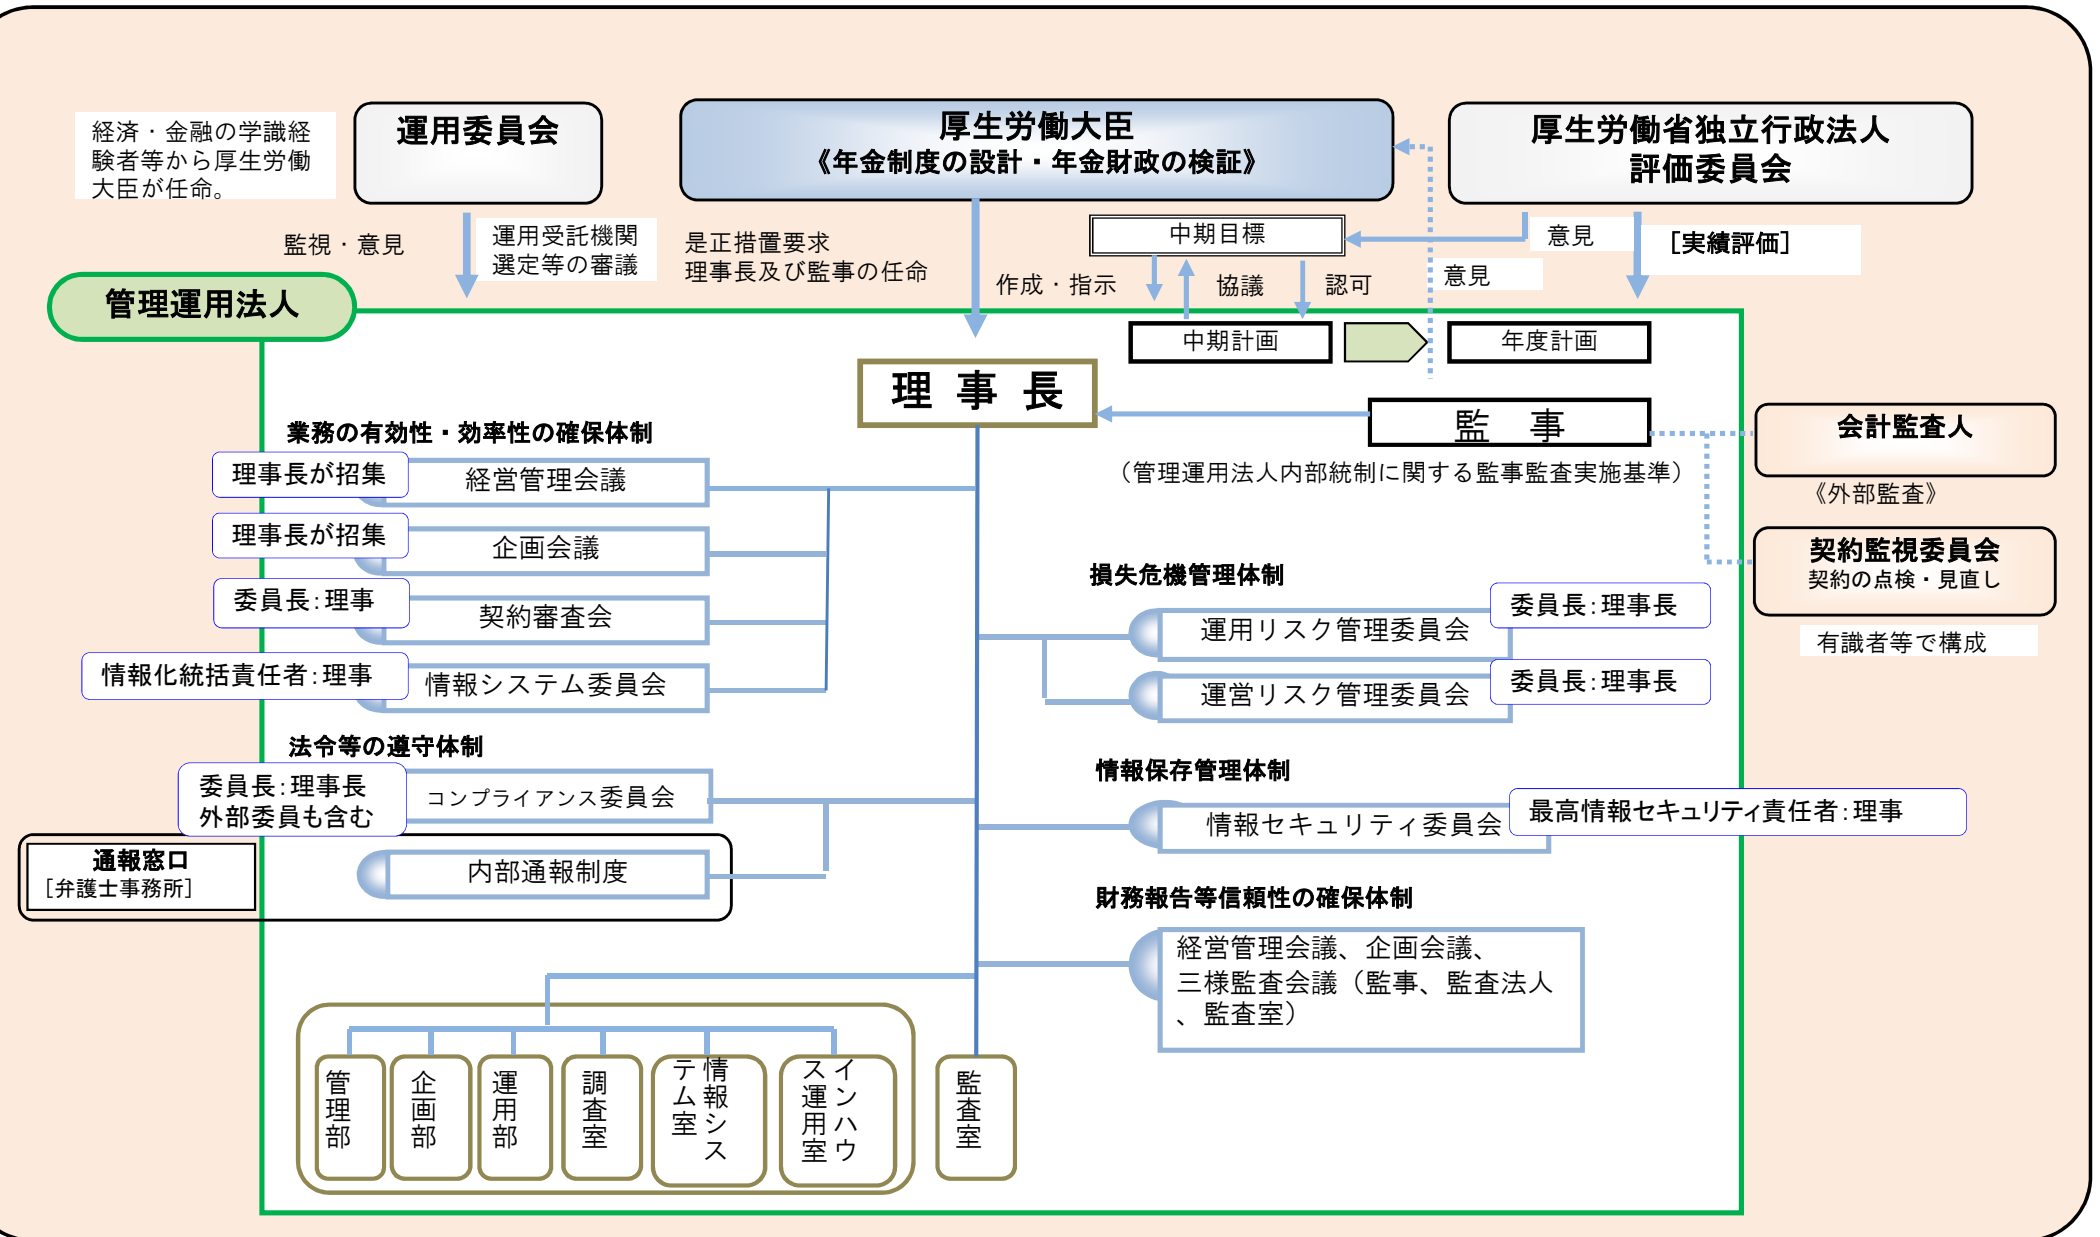 経済・金融の学識経
験者等から厚生労働
大臣が任命。
運用委員会
厚生労働大臣
《年金制度の設計・年金財政の検証》
厚生労働省独立行政法人
評価委員会
監視・意見
運用受託機関
選定等の審議
是正措置要求
理事長及び監事の任命
中期目標
意見
［実績評価］
作成・指示
協議
認可
意見
管理運用法人
中期計画
年度計画
理 事 長
監 事
（管理運用法人内部統制に関する監事監査実施基準）
会計監査人
《外部監査》
契約監視委員会
契約の点検・見直し
有識者等で構成
業務の有効性・効率性の確保体制
理事長が招集
経営管理会議
理事長が招集
企画会議
委員長：理事
契約審査会
情報化統括責任者：理事
情報システム委員会
法令等の遵守体制
委員長：理事長
外部委員も含む
コンプライアンス委員会
通報窓口
［弁護士事務所］
内部通報制度
損失危機管理体制
運用リスク管理委員会
委員長：理事長
運営リスク管理委員会
委員長：理事長
情報保存管理体制
情報セキュリティ委員会
最高情報セキュリティ責任者：理事
財務報告等信頼性の確保体制
経営管理会議、企画会議、
三様監査会議（監事、監査法人
、監査室）
管理部
企画部
運用部
調査室
情報シス
テム室
インハウ
ス運用室
監査室